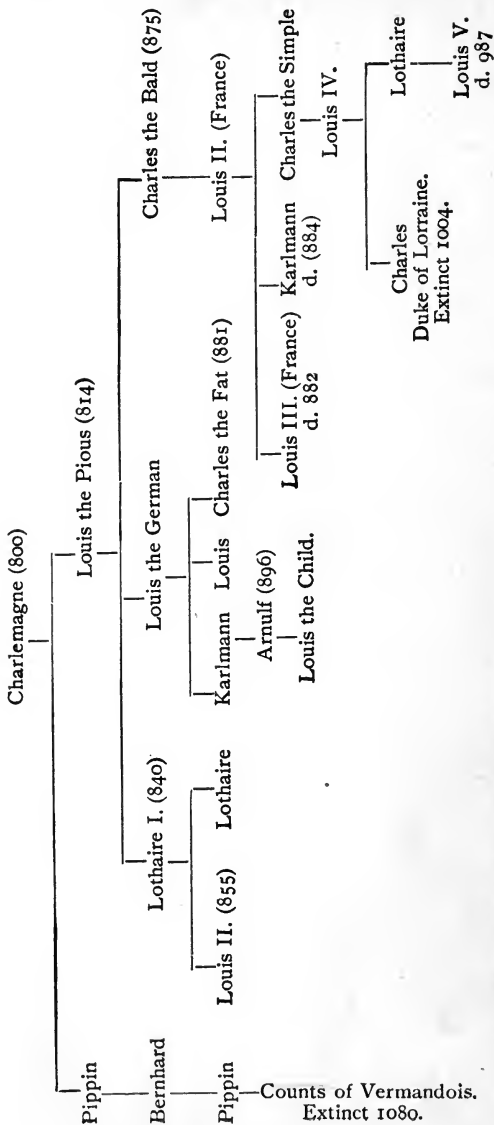 Charlemagne (800)
Pippin
Louis the Pious (814)
Bernhard
Lothaire I. (840)
Louis the German
Charles the Bald (875)
Pippin
Louis II. (855)
Lothaire
Karlmann
Louis
Charles the Fat (881)
Louis II. (France)
Counts of Vermandois.
Extinct 1080.
Arnulf (896)
Louis III. (France)
d. 882
Karlmann
d. (884)
Charles the Simple
Louis the Child.
Louis IV.
Charles
Duke of Lorraine.
Extinct 1004.
Lothaire
Louis V.
d. 987